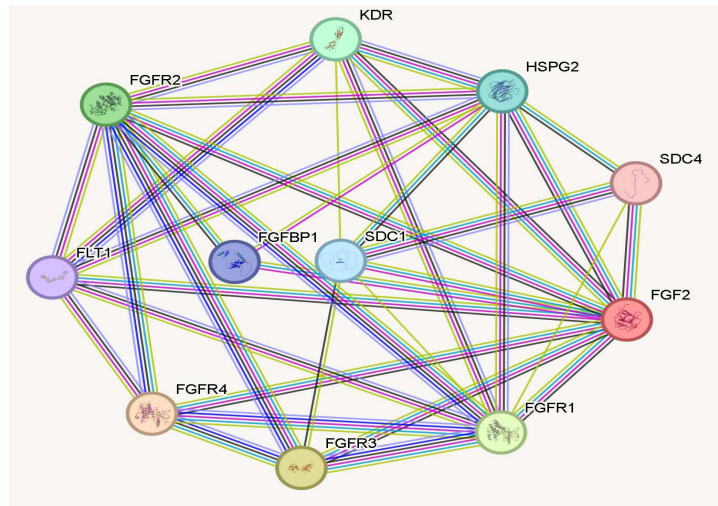 KDR
HSPG2
FGFR2
SDC4
FGFBP1
SDC1
FLT1
FGF2
FGFR4
FGFR1
FGFR3